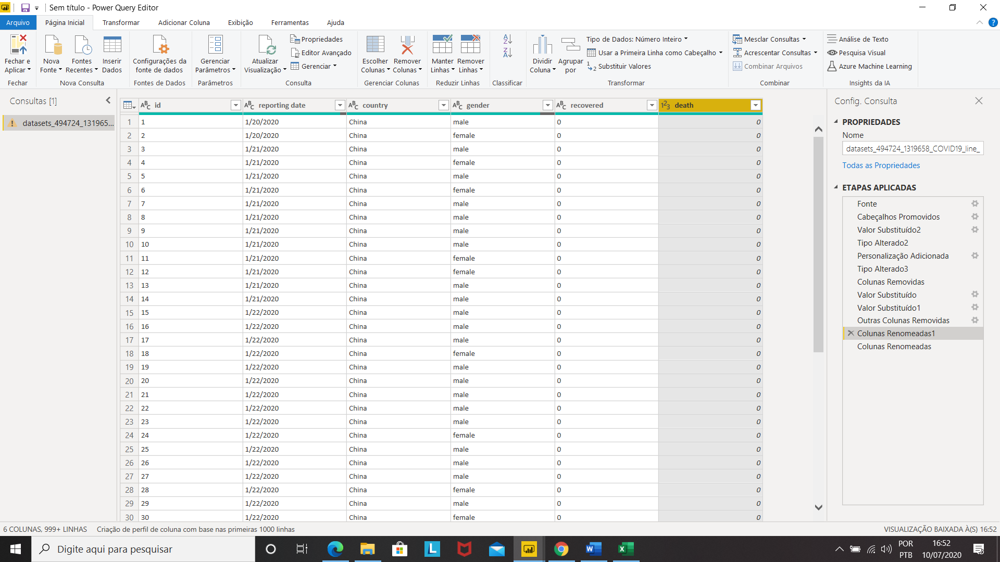 Sem título - Power Query Editor
Arquivo Página Inicial Transformar Adicionar Coluna Exibição Ferramentas Ajuda
Fechar e Aplicar
Fechar
Nova Fonte Fontes Recentes Inserir Dados
Nova Consulta
Configurações da fonte de dados
Fontes de Dados
Gerenciar Parâmetros
Parâmetros
Atualizar Visualização
Propriedades
Editor Avançado
Gerenciar
Consulta
Escolher Colunas Remover Colunas
Gerenciar Colunas
Manter Linhas Remover Linhas
Reduzir Linhas
Classificar
Dividir Coluna Agrupar por
Tipo de Dados: Número Inteiro
Usar a Primeira Linha como Cabeçalho
Substituir Valores
Transformar
Mesclar Consultas
Acrescentar Consultas
Combinar Arquivos
Combinar
Análise de Texto
Pesquisa Visual
Azure Machine Learning
Insights da IA
Consultas [1]
datasets_494724_131965...
id reporting date country gender recovered death
1 1 1/20/2020 China male 0 0
2 2 1/20/2020 China female 0 0
3 3 1/21/2020 China male 0 0
4 4 1/21/2020 China female 0 0
5 5 1/21/2020 China male 0 0
6 6 1/21/2020 China female 0 0
7 7 1/21/2020 China male 0 0
8 8 1/21/2020 China male 0 0
9 9 1/21/2020 China male 0 0
10 10 1/21/2020 China male 0 0
11 11 1/21/2020 China female 0 0
12 12 1/21/2020 China female 0 0
13 13 1/21/2020 China male 0 0
14 14 1/21/2020 China male 0 0
15 15 1/22/2020 China male 0 0
16 16 1/22/2020 China male 0 0
17 17 1/22/2020 China male 0 0
18 18 1/22/2020 China female 0 0
19 19 1/22/2020 China male 0 0
20 20 1/22/2020 China male 0 0
21 21 1/22/2020 China male 0 0
22 22 1/22/2020 China male 0 0
23 23 1/22/2020 China male 0 0
24 24 1/22/2020 China female 0 0
25 25 1/22/2020 China male 0 0
26 26 1/22/2020 China male 0 0
27 27 1/22/2020 China male 0 0
28 28 1/22/2020 China female 0 0
29 29 1/22/2020 China male 0 0
30 30 1/22/2020 China female 0 0
Config. Consulta
PROPRIEDADES
Nome
datasets_494724_1319658_COVID19_line_
Todas as Propriedades
ETAPAS APLICADAS
Fonte
Cabeçalhos Promovidos
Valor Substituído2
Tipo Alterado2
Personalização Adicionada
Tipo Alterado3
Colunas Removidas
Valor Substituído
Valor Substituído1
Outras Colunas Removidas
Colunas Renomeadas1
Colunas Renomeadas
6 COLUNAS, 999+ LINHAS Criação de perfil de coluna com base nas primeiras 1000 linhas
VISUALIZAÇÃO BAIXADA À(S) 16:52
Digite aqui para pesquisar
POR
PTB
16:52
10/07/2020